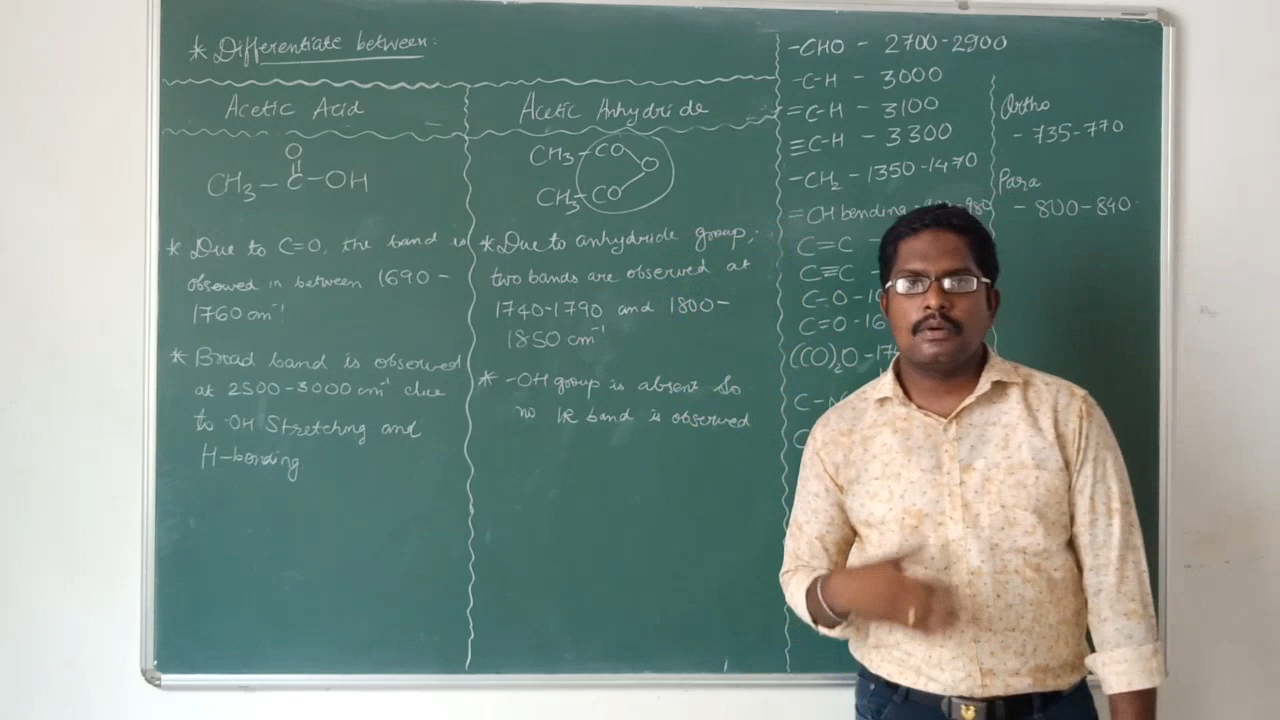 * Differentiate between:
Acetic Acid
O
CH3-C-OH
* Due to C=O, the band is
observed in between 1690-
1760 cm-1
* Broad band is observed
at 2500-3000 cm-1 due
to -OH Stretching and
H-bonding
Acetic Anhydride
CH3-CO
O
CH3-CO
* Due to anhydride group,
two bands are observed at
1740-1790 and 1800-
1850 cm-1
* -OH group is absent so
no IR band is observed
-CHO - 2700-2900
-C-H - 3000
=C-H - 3100
≡C-H - 3300
-CH2 - 1350-1470
=CH bending
C=C -
C≡C -
C-O - 1
C=O - 16
(CO)2O - 17
C-
C
Ortho
- 735-770
Para
- 800-840